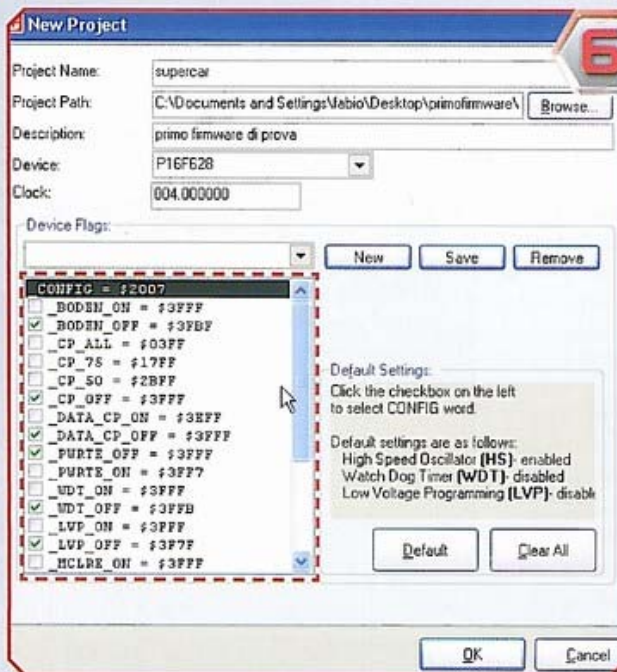 New Project
6
Project Name: supercar
Project Path: C:\Documents and Settings\fabio\Desktop\primofirmware\ Browse...
Description: primo firmware di prova
Device: P16F628
Clock: 004.000000
Device Flags:
New Save Remove
_CONFIG = $2007
_BODEN_ON = $3FFF
_BODEN_OFF = $3FBF
_CP_ALL = $03FF
_CP_75 = $17FF
_CP_50 = $2BFF
_CP_OFF = $3FFF
_DATA_CP_ON = $3EFF
_DATA_CP_OFF = $3FFF
_PWRTE_OFF = $3FFF
_PWRTE_ON = $3FF7
_WDT_ON = $3FFF
_WDT_OFF = $3FFB
_LVP_ON = $3FFF
_LVP_OFF = $3F7F
_MCLRE_ON = $3FFF
Default Settings:
Click the checkbox on the left
to select CONFIG word.
Default settings are as follows:
High Speed Oscillator (HS)- enabled
Watch Dog Timer (WDT)- disabled
Low Voltage Programming (LVP)- disabl
Default Clear All
OK Cancel